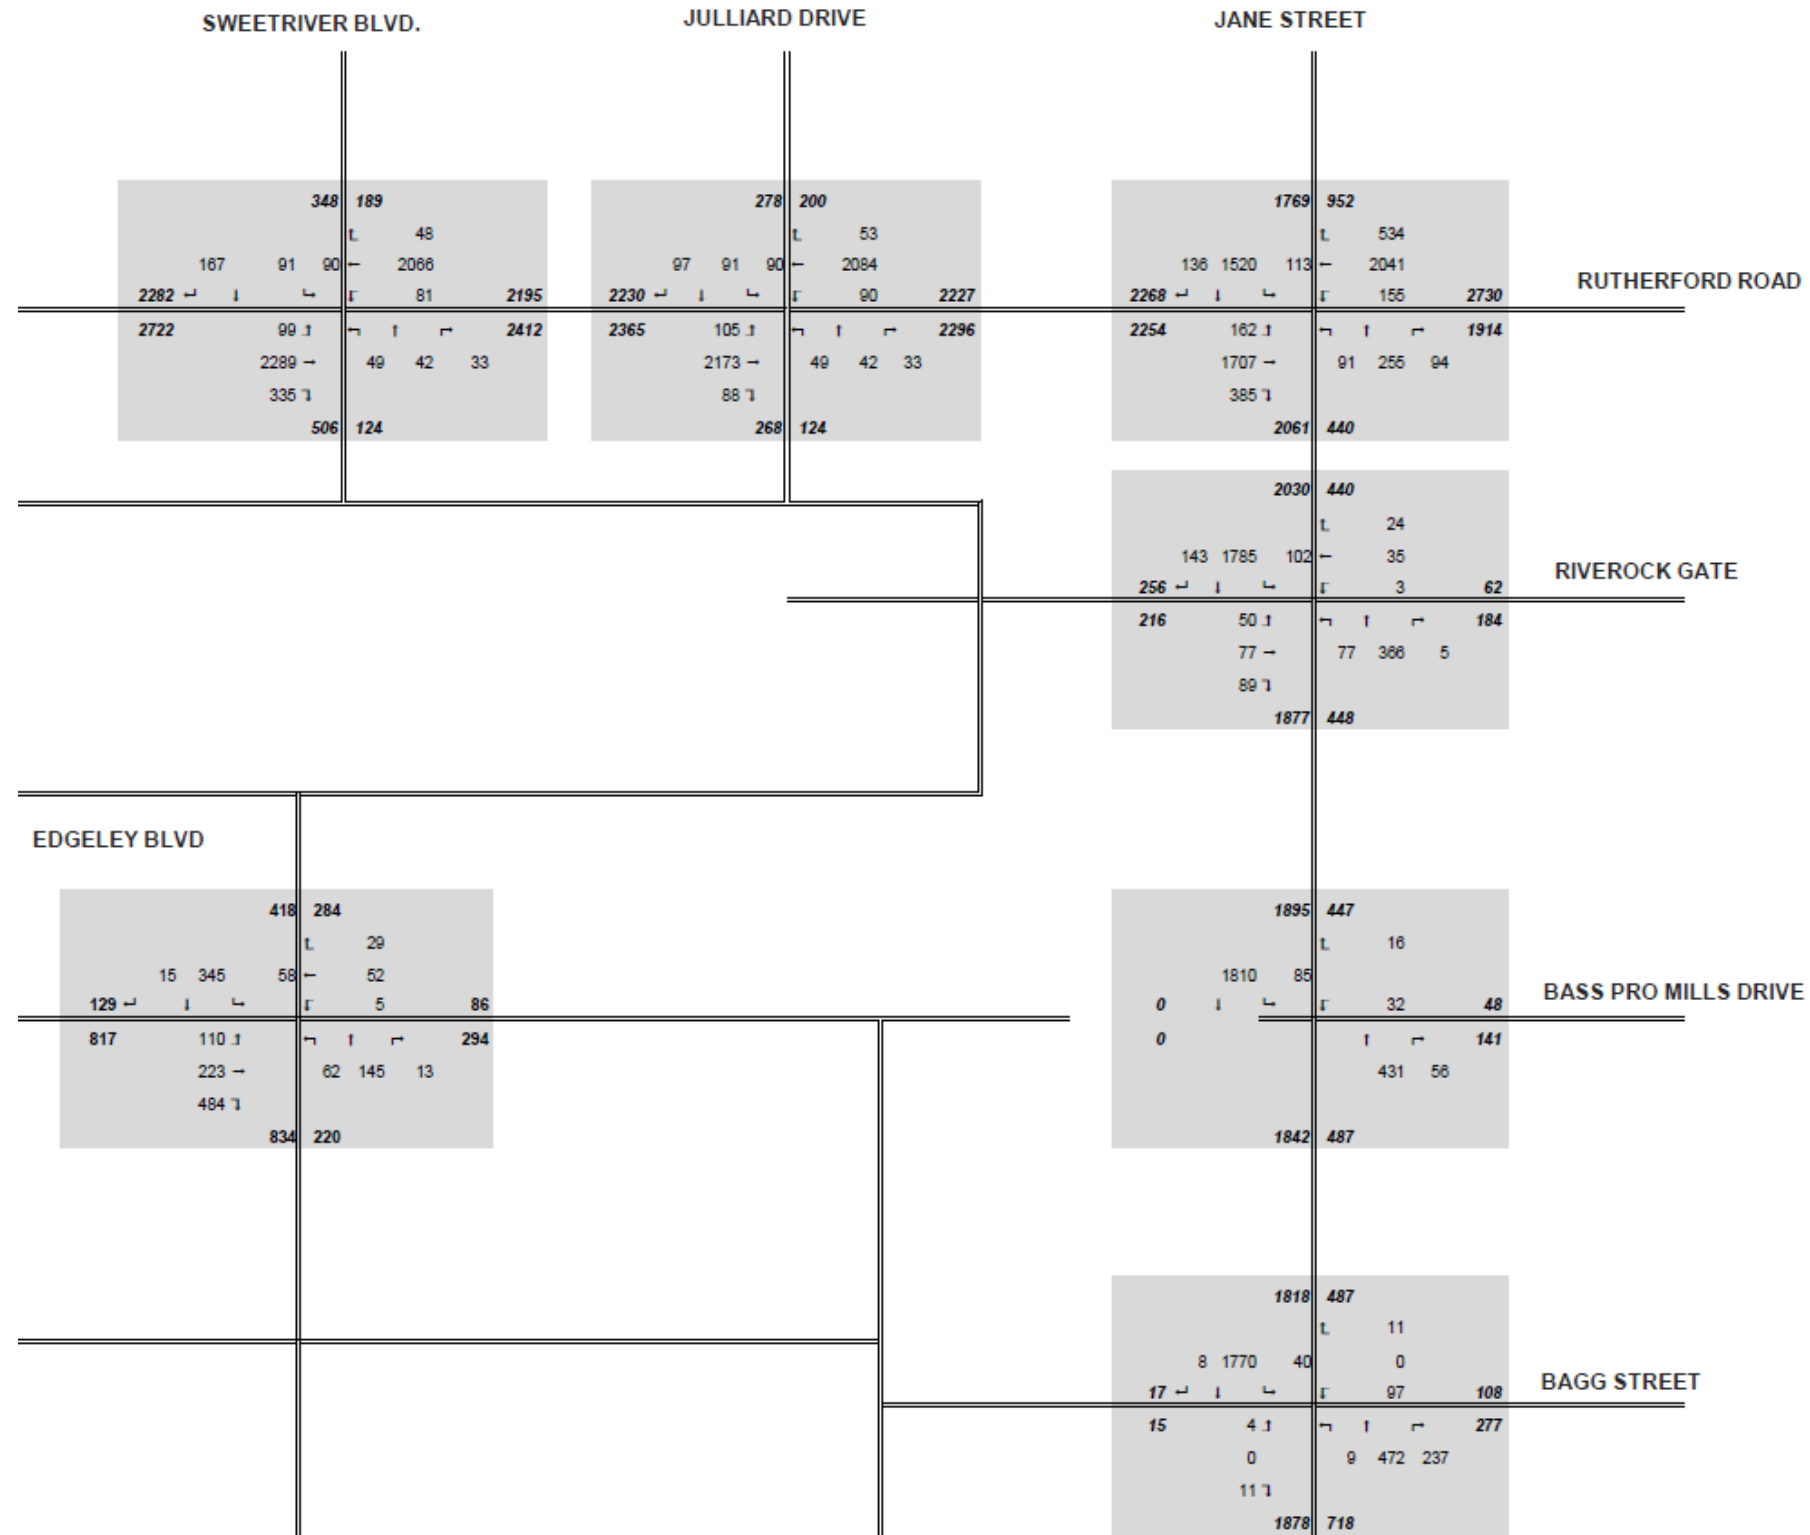 SWEETRIVER BLVD. JULLIARD DRIVE JANE STREET
348 189 278 200 1769 952
48 53 534
167 91 90 ← 2066 97 91 90 ← 2084 136 1520 113 ← 2041
RUTHERFORD ROAD
2282 81 2195 2230 90 2227 2268 155 2730
2722 99 2412 2365 105 2296 2254 162 1914
2289 → 49 42 33 2173 → 49 42 33 1707 → 91 255 94
335 88 385
506 124 268 124 2061 440
2030 440
24
143 1785 102 ← 35
RIVEROCK GATE
256 3 62
216 50 184
77 → 77 366 5
89
1877 448
EDGELEY BLVD
418 284 1895 447
29 16
15 345 58 ← 52 1810 85
BASS PRO MILLS DRIVE
129 5 86 0 32 48
817 110 294 0 141
223 → 62 145 13 431 56
484
834 220 1842 487
1818 487
11
8 1770 40 0
BAGG STREET
17 97 108
15 4 277
0 9 472 237
11
1878 718